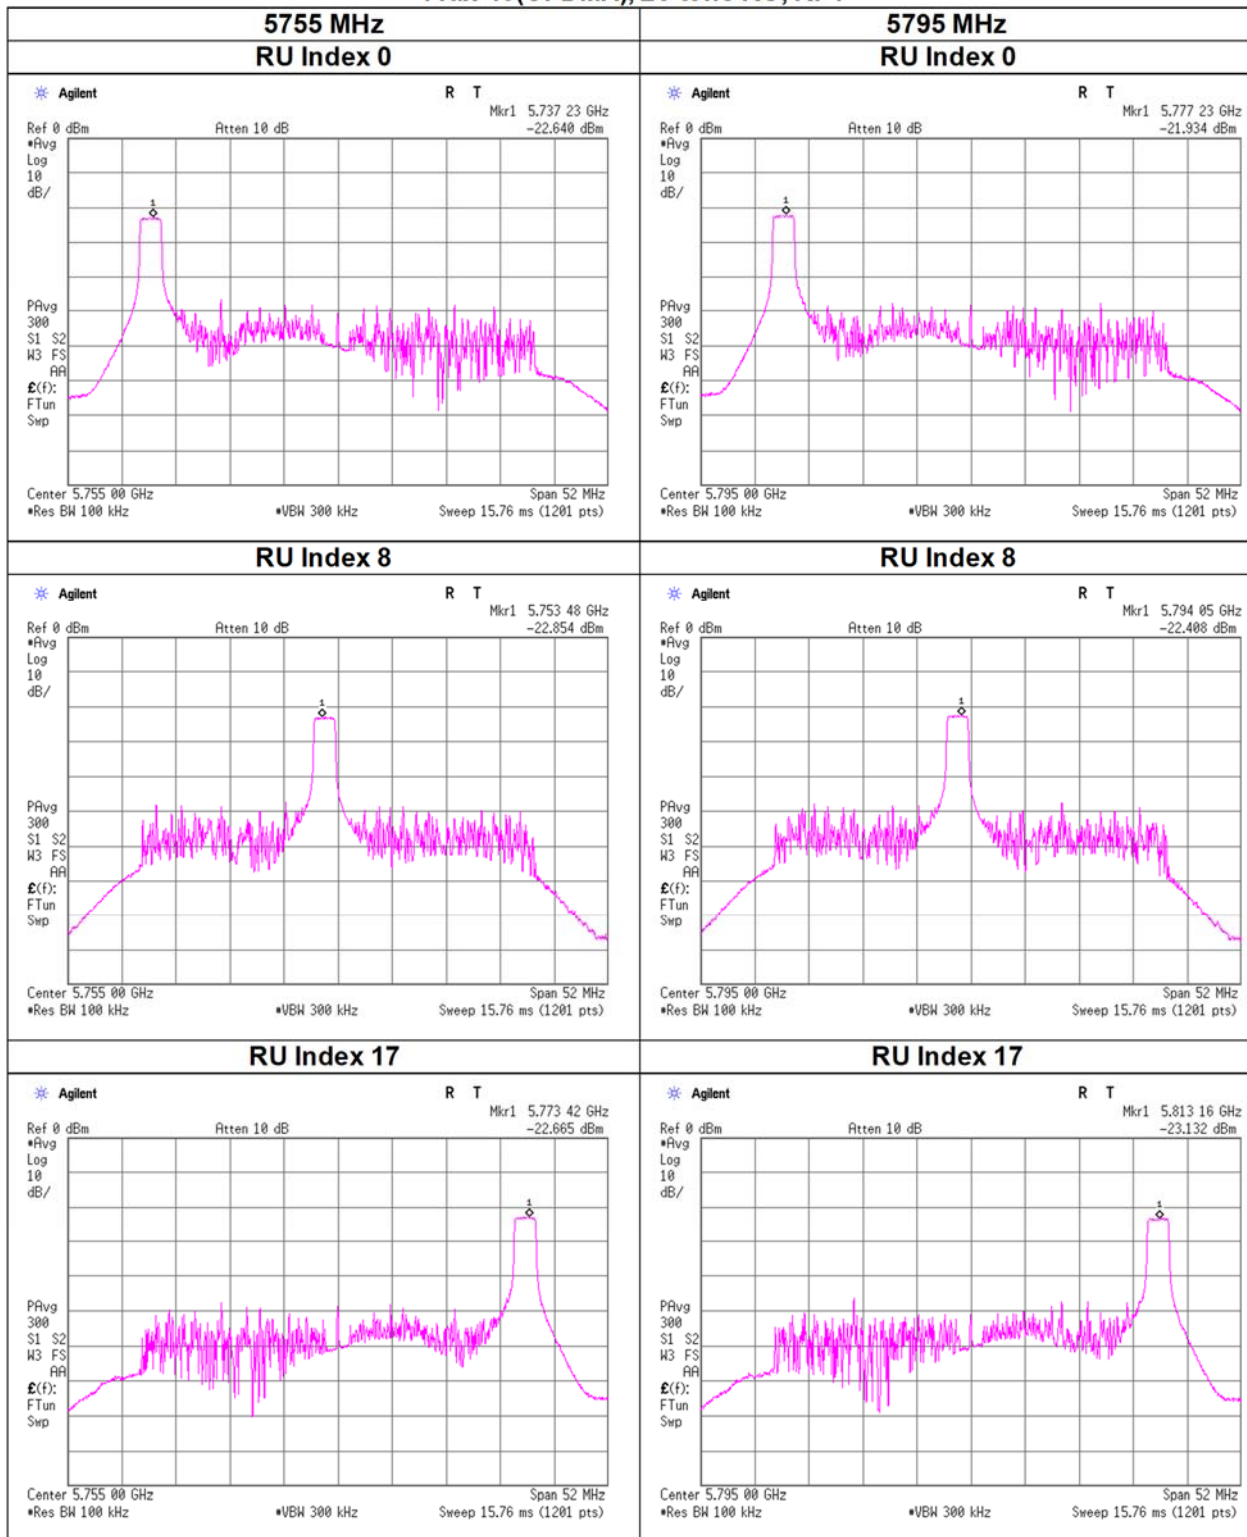 5755 MHz 5795 MHz
RU Index 0 RU Index 0
Agilent R T
Mkr1 5.737 23 GHz
Ref 0 dBm Atten 10 dB -22.640 dBm
#Avg
Log
10
dB/
1
PAvg
300
S1 S2
W3 FS
AA
£(f):
FTun
Swp
Center 5.755 00 GHz Span 52 MHz
#Res BW 100 kHz #VBW 300 kHz Sweep 15.76 ms (1201 pts)
Agilent R T
Mkr1 5.777 23 GHz
Ref 0 dBm Atten 10 dB -21.934 dBm
#Avg
Log
10
dB/
1
PAvg
300
S1 S2
W3 FS
AA
£(f):
FTun
Swp
Center 5.795 00 GHz Span 52 MHz
#Res BW 100 kHz #VBW 300 kHz Sweep 15.76 ms (1201 pts)
RU Index 8 RU Index 8
Agilent R T
Mkr1 5.753 48 GHz
Ref 0 dBm Atten 10 dB -22.854 dBm
#Avg
Log
10
dB/
1
PAvg
300
S1 S2
W3 FS
AA
£(f):
FTun
Swp
Center 5.755 00 GHz Span 52 MHz
#Res BW 100 kHz #VBW 300 kHz Sweep 15.76 ms (1201 pts)
Agilent R T
Mkr1 5.794 05 GHz
Ref 0 dBm Atten 10 dB -22.408 dBm
#Avg
Log
10
dB/
1
PAvg
300
S1 S2
W3 FS
AA
£(f):
FTun
Swp
Center 5.795 00 GHz Span 52 MHz
#Res BW 100 kHz #VBW 300 kHz Sweep 15.76 ms (1201 pts)
RU Index 17 RU Index 17
Agilent R T
Mkr1 5.773 42 GHz
Ref 0 dBm Atten 10 dB -22.665 dBm
#Avg
Log
10
dB/
1
PAvg
300
S1 S2
W3 FS
AA
£(f):
FTun
Swp
Center 5.755 00 GHz Span 52 MHz
#Res BW 100 kHz #VBW 300 kHz Sweep 15.76 ms (1201 pts)
Agilent R T
Mkr1 5.813 16 GHz
Ref 0 dBm Atten 10 dB -23.132 dBm
#Avg
Log
10
dB/
1
PAvg
300
S1 S2
W3 FS
AA
£(f):
FTun
Swp
Center 5.795 00 GHz Span 52 MHz
#Res BW 100 kHz #VBW 300 kHz Sweep 15.76 ms (1201 pts)